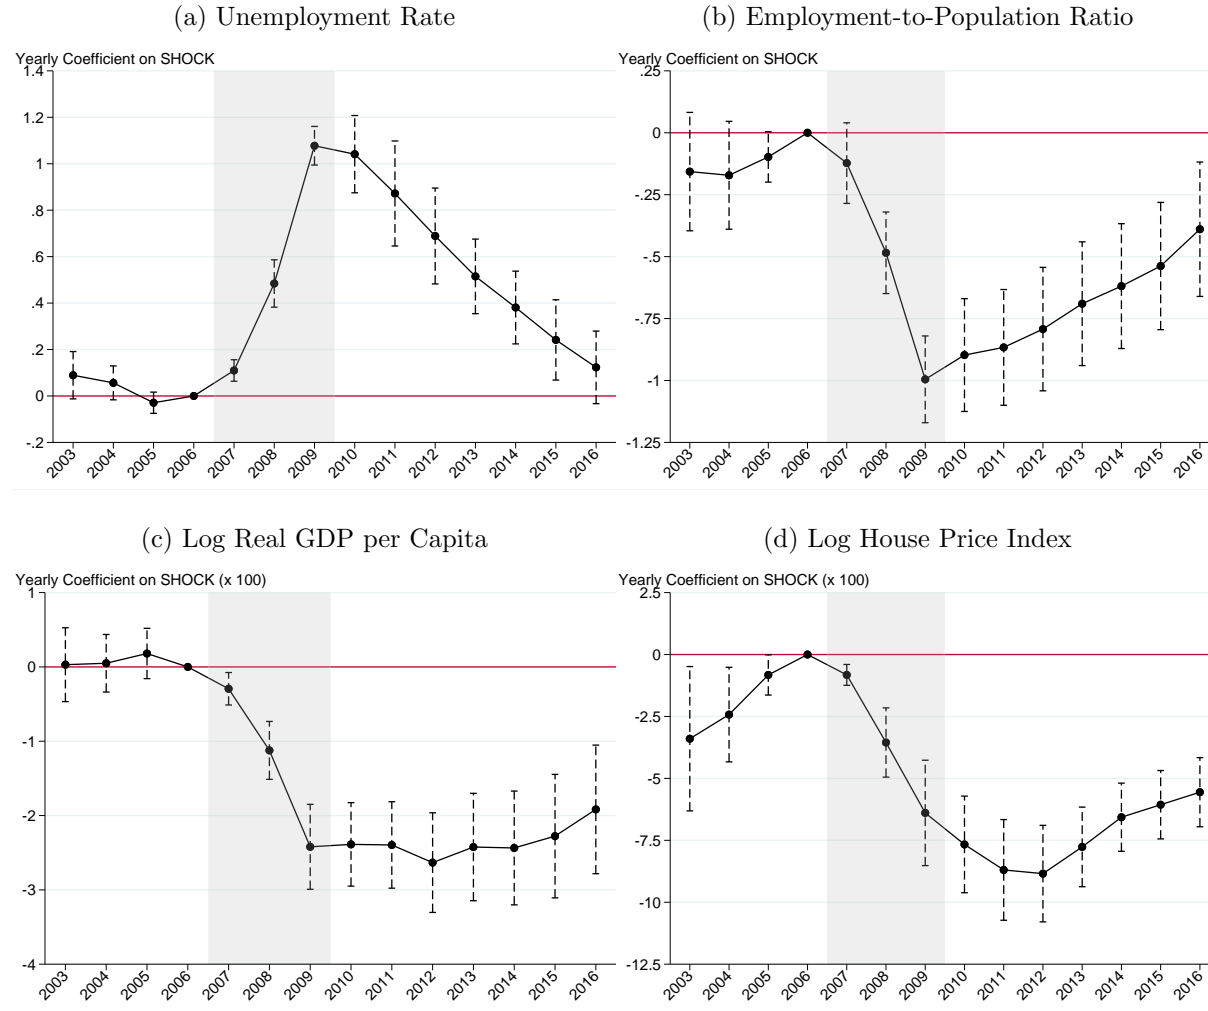 (a) Unemployment Rate
Yearly Coefficient on SHOCK
1.4
1.2
1
.8
.6
.4
.2
0
-.2
2003 2004 2005 2006 2007 2008 2009 2010 2011 2012 2013 2014 2015 2016
(b) Employment-to-Population Ratio
Yearly Coefficient on SHOCK
.25
0
-.25
-.5
-.75
-1
-1.25
2003 2004 2005 2006 2007 2008 2009 2010 2011 2012 2013 2014 2015 2016
(c) Log Real GDP per Capita
Yearly Coefficient on SHOCK (x 100)
1
0
-1
-2
-3
-4
2003 2004 2005 2006 2007 2008 2009 2010 2011 2012 2013 2014 2015 2016
(d) Log House Price Index
Yearly Coefficient on SHOCK (x 100)
2.5
0
-2.5
-5
-7.5
-10
-12.5
2003 2004 2005 2006 2007 2008 2009 2010 2011 2012 2013 2014 2015 2016